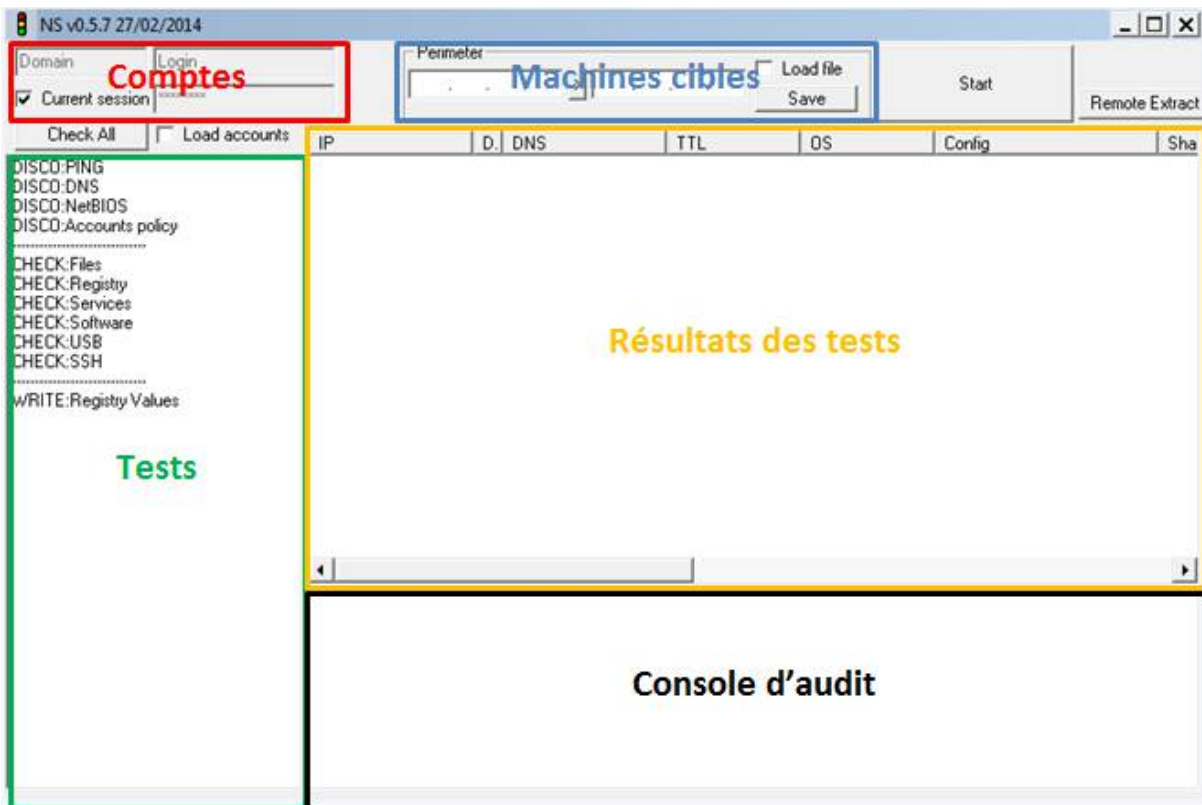 NS v0.5.7 27/02/2014
Domain
Login
Comptes
Current session
********
Perimeter
Machines cibles
Load file
Save
Start
Remote Extract
Check All
Load accounts
IP
D.
DNS
TTL
OS
Config
Sha
DISCO:PING
DISCO:DNS
DISCO:NetBIOS
DISCO:Accounts policy
--------------------------------
CHECK:Files
CHECK:Registry
CHECK:Services
CHECK:Software
CHECK:USB
CHECK:SSH
--------------------------------
WRITE:Registry Values
Tests
Résultats des tests
Console d’audit